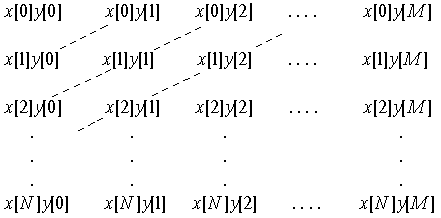 x[0]y[0] x[0]y[1] x[0]y[2] .... x[0]y[M]
x[1]y[0] x[1]y[1] x[1]y[2] .... x[1]y[M]
x[2]y[0] x[2]y[1] x[2]y[2] .... x[2]y[M]
. . . .
. . . .
. . . .
x[N]y[0] x[N]y[1] x[N]y[2] .... x[N]y[M]